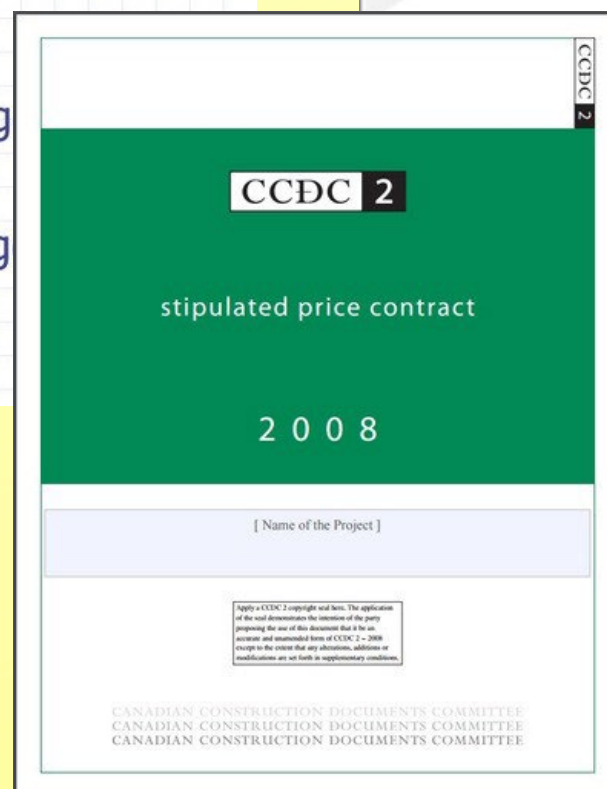 g
g
CCDC 2
CCDC 2
stipulated price contract
2008
[ Name of the Project ]
Apply a CCDC 2 copyright seal here. The application
of the seal demonstrates the intention of the party
proposing the use of this document that it be an
accurate and unamended form of CCDC 2 – 2008
except to the extent that any alterations, additions or
modifications are set forth in supplementary conditions.
CANADIAN CONSTRUCTION DOCUMENTS COMMITTEE
CANADIAN CONSTRUCTION DOCUMENTS COMMITTEE
CANADIAN CONSTRUCTION DOCUMENTS COMMITTEE